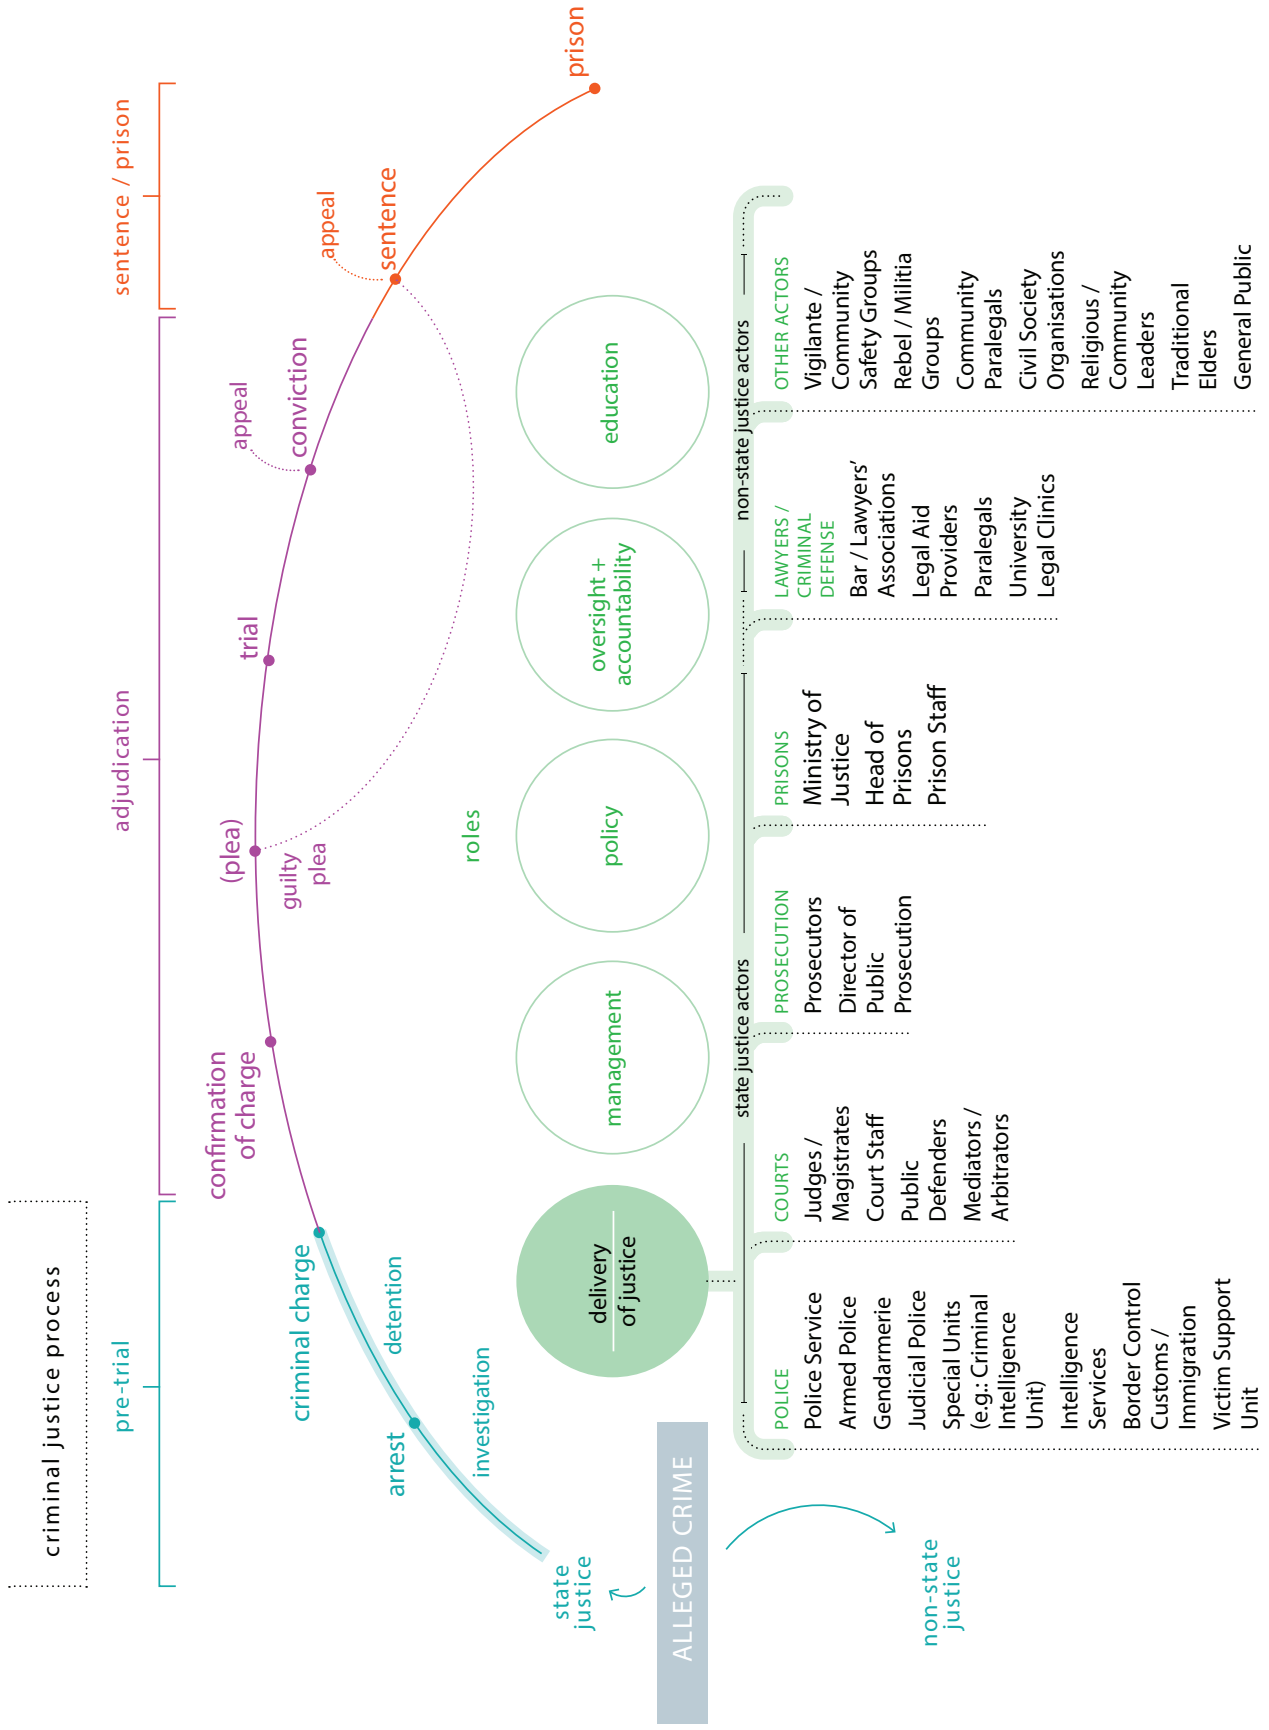 criminal justice process
pre-trial
adjudication
sentence / prison
state
justice
investigation
arrest
detention
criminal charge
confirmation
of charge
(plea)
guilty
plea
trial
appeal
conviction
appeal
sentence
prison
ALLEGED CRIME
non-state
justice
roles
delivery
of justice
management
policy
oversight +
accountability
education
state justice actors
non-state justice actors
POLICE
Police Service
Armed Police
Gendarmerie
Judicial Police
Special Units
(e.g.: Criminal
Intelligence
Unit)
Intelligence
Services
Border Control
Customs /
Immigration
Victim Support
Unit
COURTS
Judges /
Magistrates
Court Staff
Public
Defenders
Mediators /
Arbitrators
PROSECUTION
Prosecutors
Director of
Public
Prosecution
PRISONS
Ministry of
Justice
Head of
Prisons
Prison Staff
LAWYERS /
CRIMINAL
DEFENSE
Bar / Lawyers’
Associations
Legal Aid
Providers
Paralegals
University
Legal Clinics
OTHER ACTORS
Vigilante /
Community
Safety Groups
Rebel / Militia
Groups
Community
Paralegals
Civil Society
Organisations
Religious /
Community
Leaders
Traditional
Elders
General Public